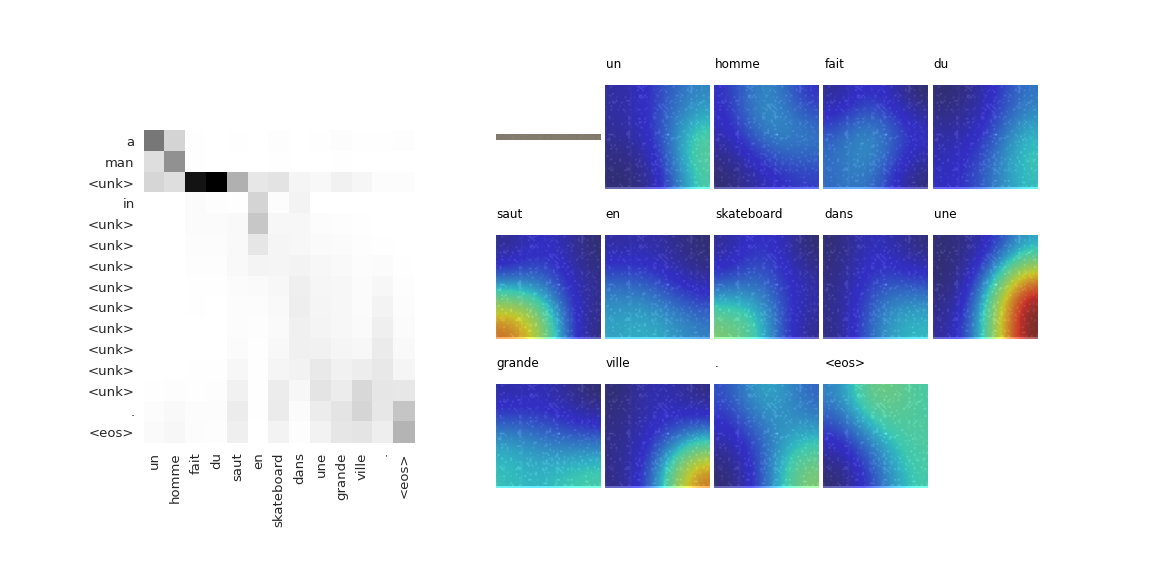 a
man
<unk>
in
<unk>
<unk>
<unk>
<unk>
<unk>
<unk>
<unk>
<unk>
<unk>
.
<eos>
un homme fait du saut en skateboard dans une grande ville . <eos>
un homme fait du
saut en skateboard dans une
grande ville . <eos>